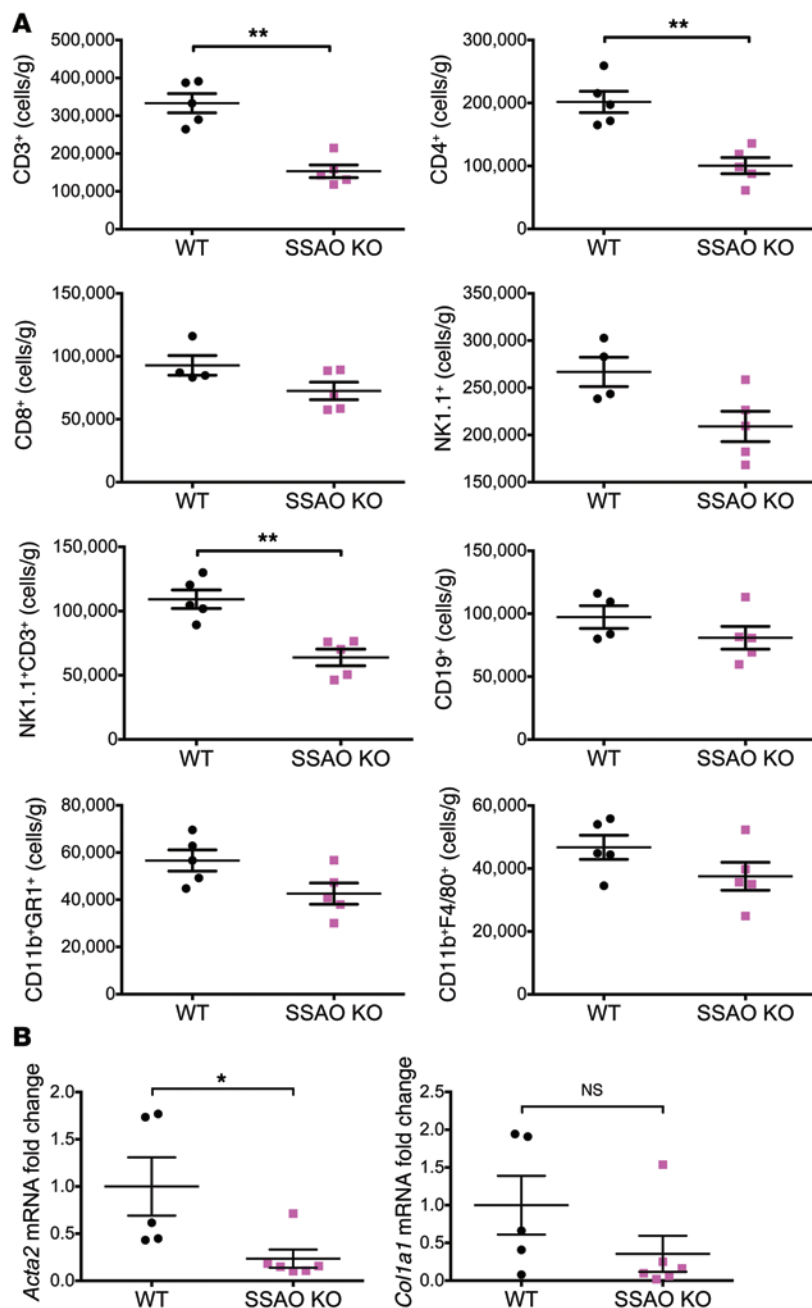 A
CD3⁺ (cells/g)
500,000
400,000
300,000
200,000
100,000
0
**
WT
SSAO KO
CD4⁺ (cells/g)
300,000
200,000
100,000
0
**
WT
SSAO KO
CD8⁺ (cells/g)
150,000
100,000
50,000
0
WT
SSAO KO
NK1.1⁺ (cells/g)
350,000
300,000
250,000
200,000
150,000
WT
SSAO KO
NK1.1⁺CD3⁺ (cells/g)
150,000
100,000
50,000
0
**
WT
SSAO KO
CD19⁺ (cells/g)
150,000
100,000
50,000
0
WT
SSAO KO
CD11b⁺GR1⁺ (cells/g)
80,000
60,000
40,000
20,000
0
WT
SSAO KO
CD11b⁺F4/80⁺ (cells/g)
60,000
40,000
20,000
0
WT
SSAO KO
B
Acta2 mRNA fold change
2.0
1.5
1.0
0.5
0.0
*
WT
SSAO KO
Col1a1 mRNA fold change
2.5
2.0
1.5
1.0
0.5
0.0
NS
WT
SSAO KO